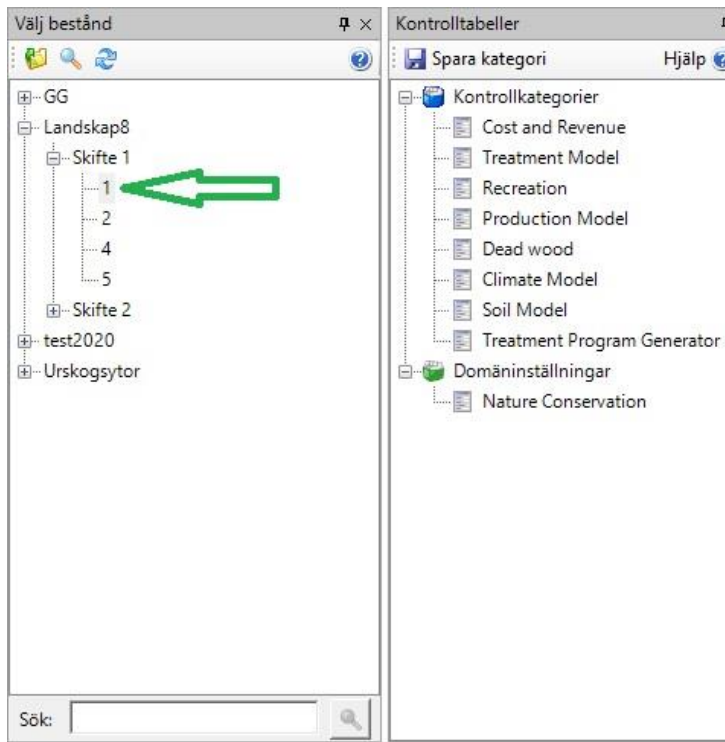 Välj bestånd
GG
Landskap8
Skifte 1
1
2
4
5
Skifte 2
test2020
Urskogsytor
Sök:
Kontrolltabeller
Spara kategori Hjälp
Kontrollkategorier
Cost and Revenue
Treatment Model
Recreation
Production Model
Dead wood
Climate Model
Soil Model
Treatment Program Generator
Domäninställningar
Nature Conservation